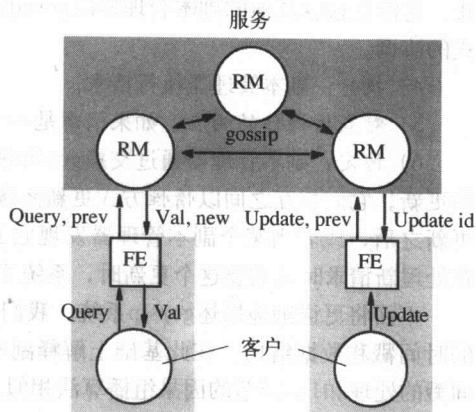 服务
RM
RM
gossip
RM
Query, prev
Val, new
Update, prev
Update id
FE
FE
Query
Val
Update
客户